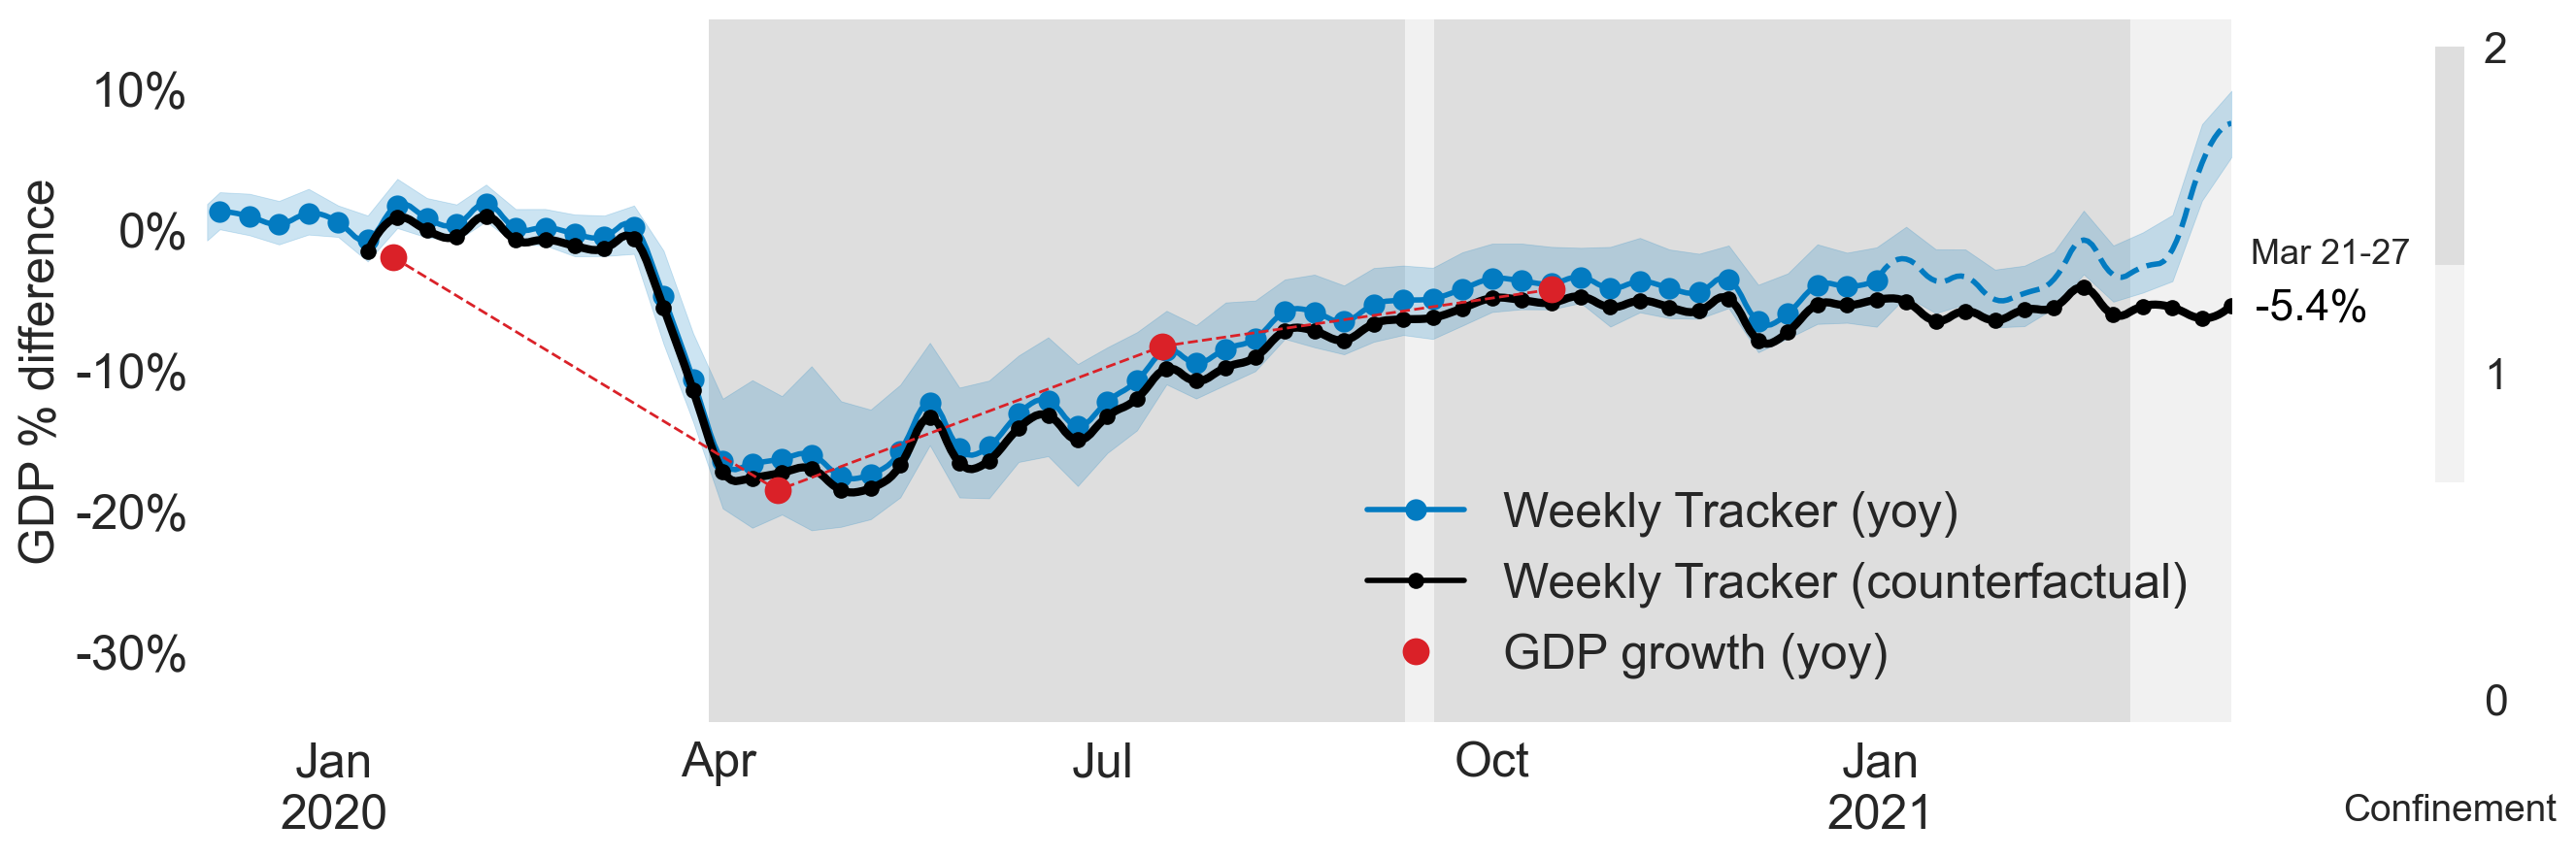 GDP % difference
10%
0%
-10%
-20%
-30%
Jan
2020
Apr
Jul
Oct
Jan
2021
Weekly Tracker (yoy)
Weekly Tracker (counterfactual)
GDP growth (yoy)
Mar 21-27
-5.4%
2
1
0
Confinement